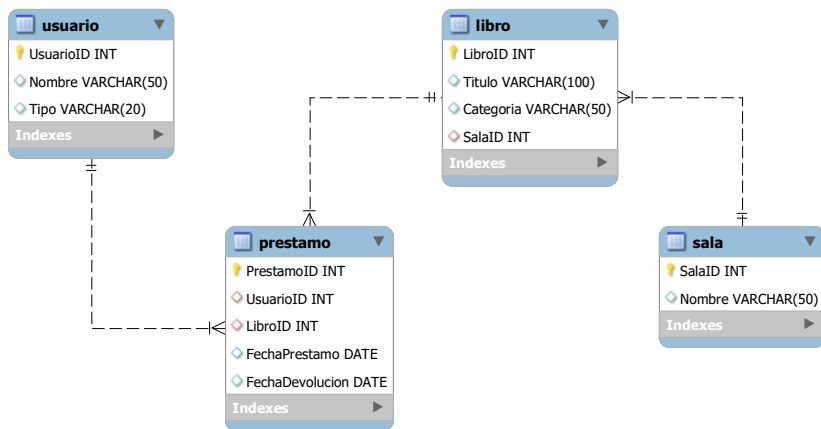 usuario
UsuarioID INT
Nombre VARCHAR(50)
Tipo VARCHAR(20)
Indexes
libro
LibroID INT
Titulo VARCHAR(100)
Categoria VARCHAR(50)
SalaID INT
Indexes
prestamo
PrestamoID INT
UsuarioID INT
LibroID INT
FechaPrestamo DATE
FechaDevolucion DATE
Indexes
sala
SalaID INT
Nombre VARCHAR(50)
Indexes